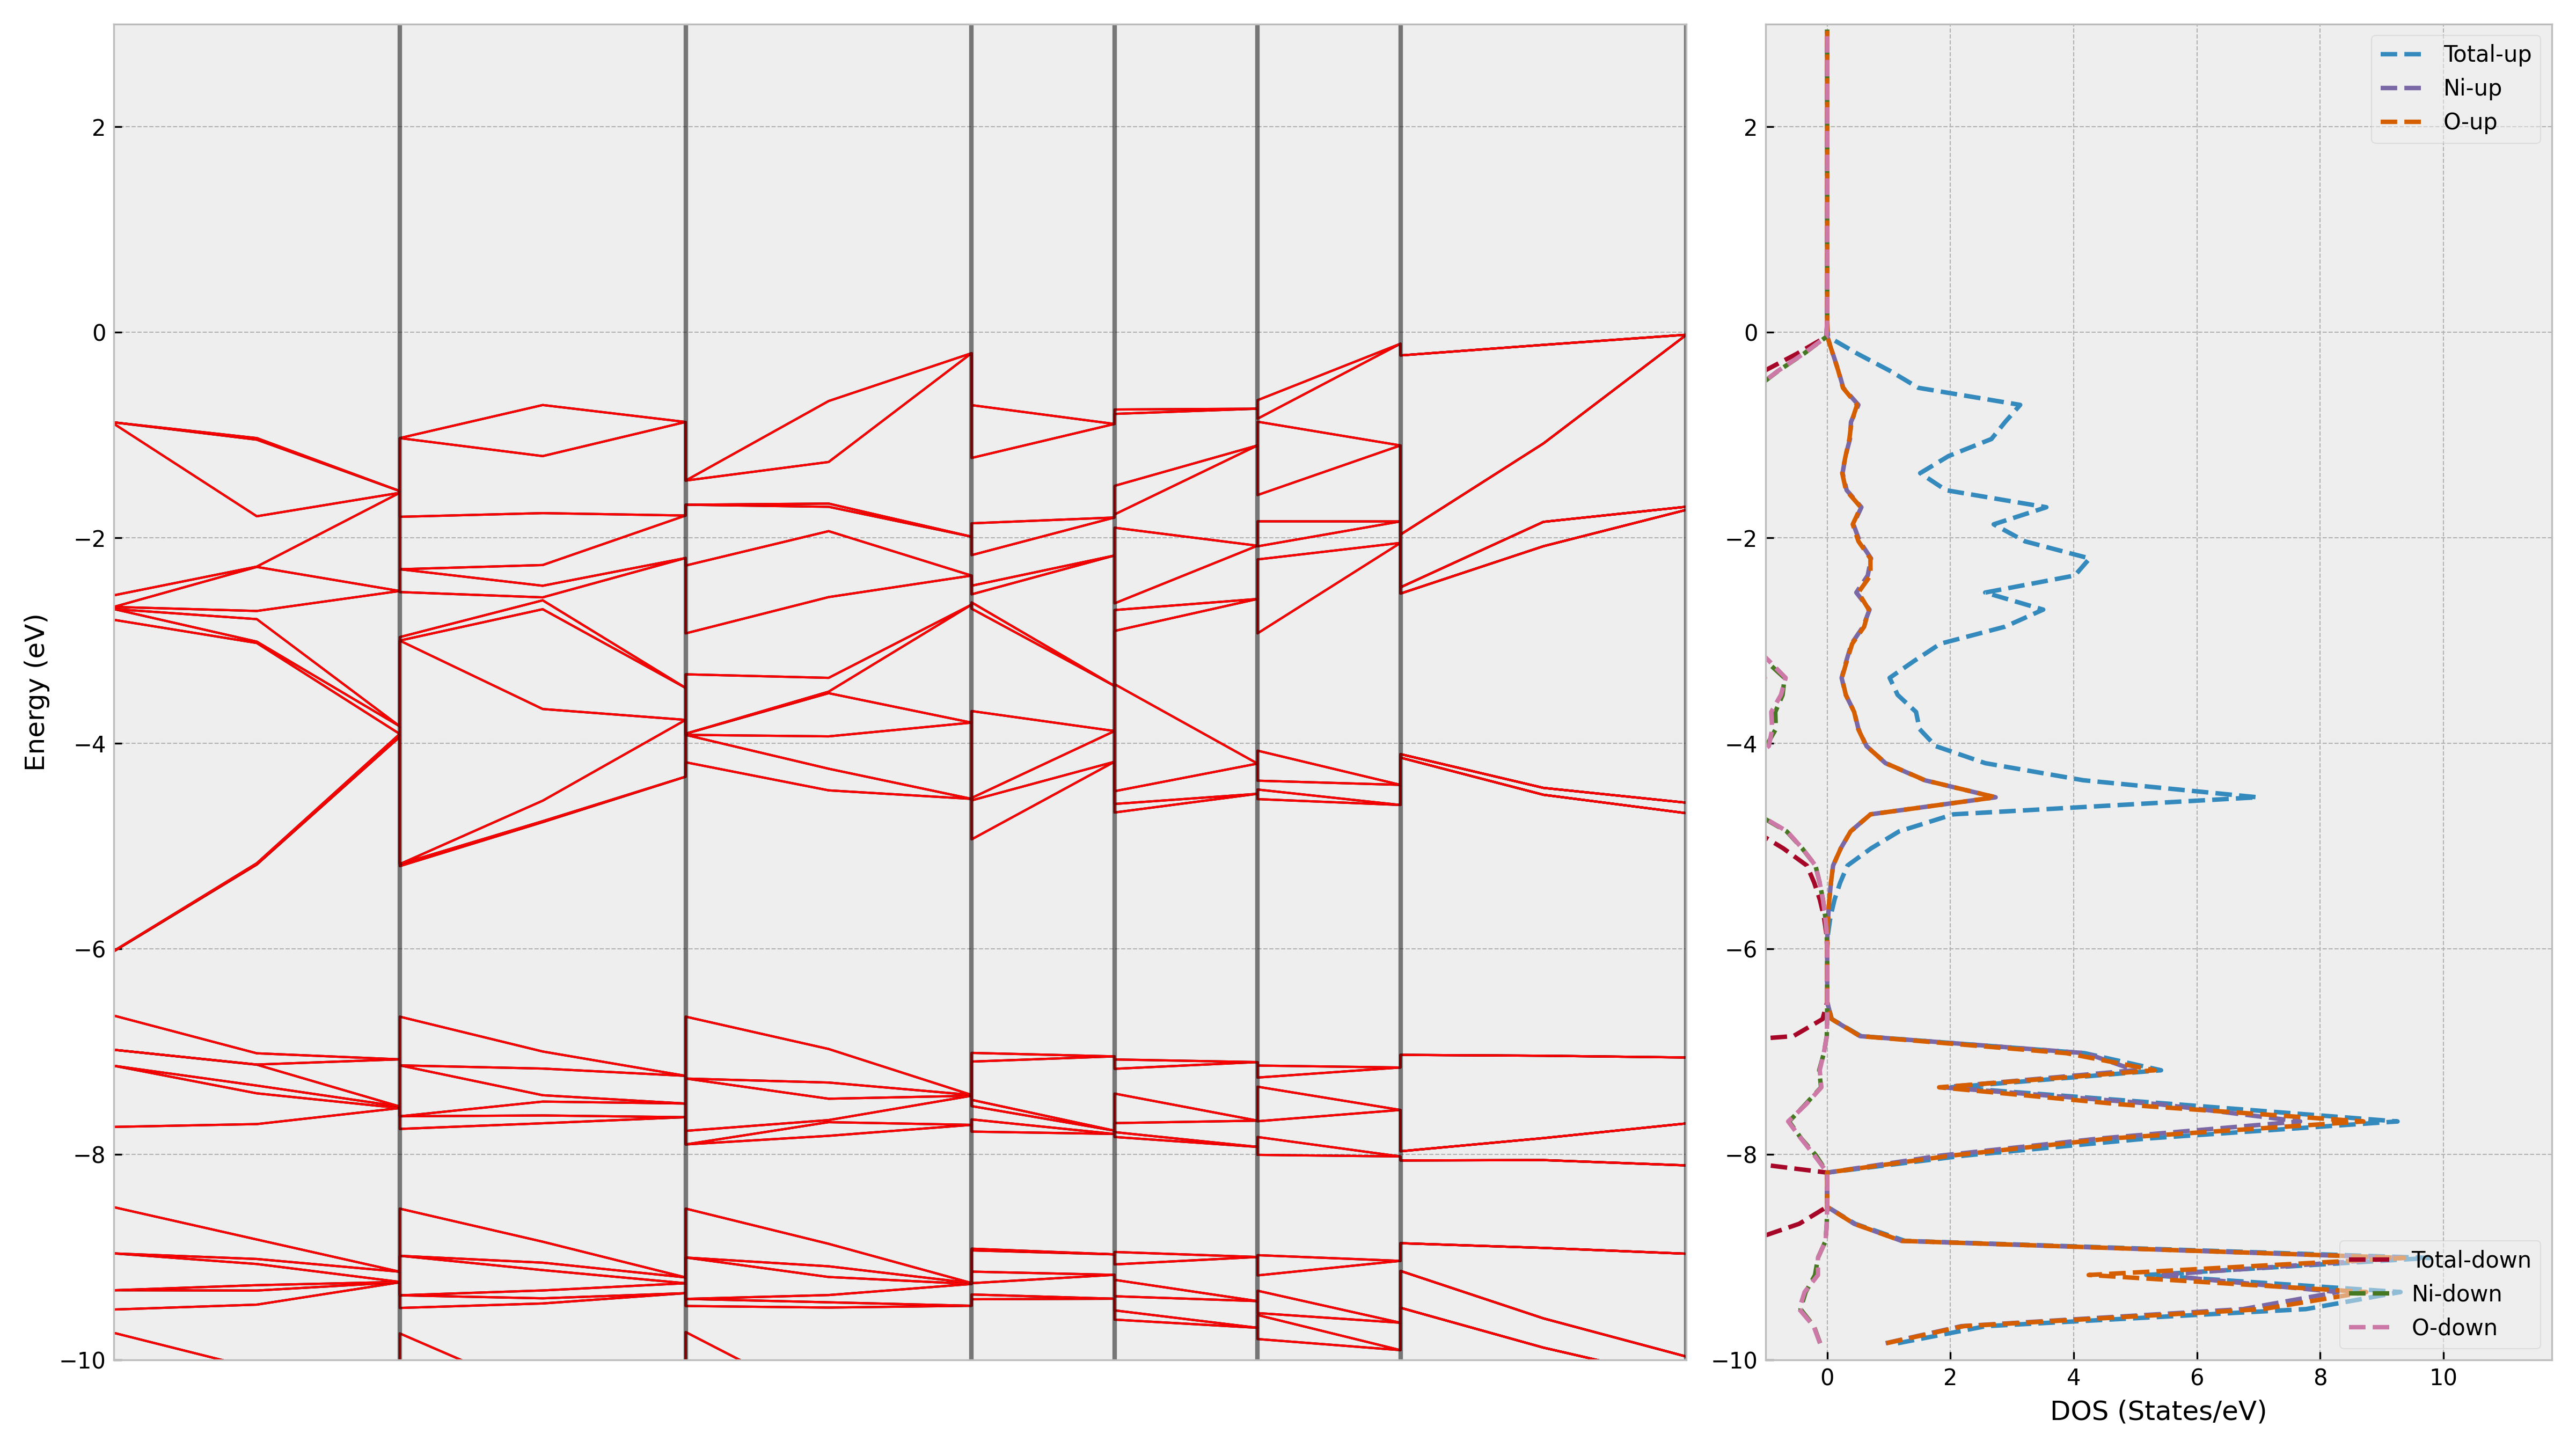 Energy (eV)
2
0
−2
−4
−6
−8
−10
2
0
−2
−4
−6
−8
−10
Total-up
Ni-up
O-up
Total-down
Ni-down
O-down
0 2 4 6 8 10
DOS (States/eV)